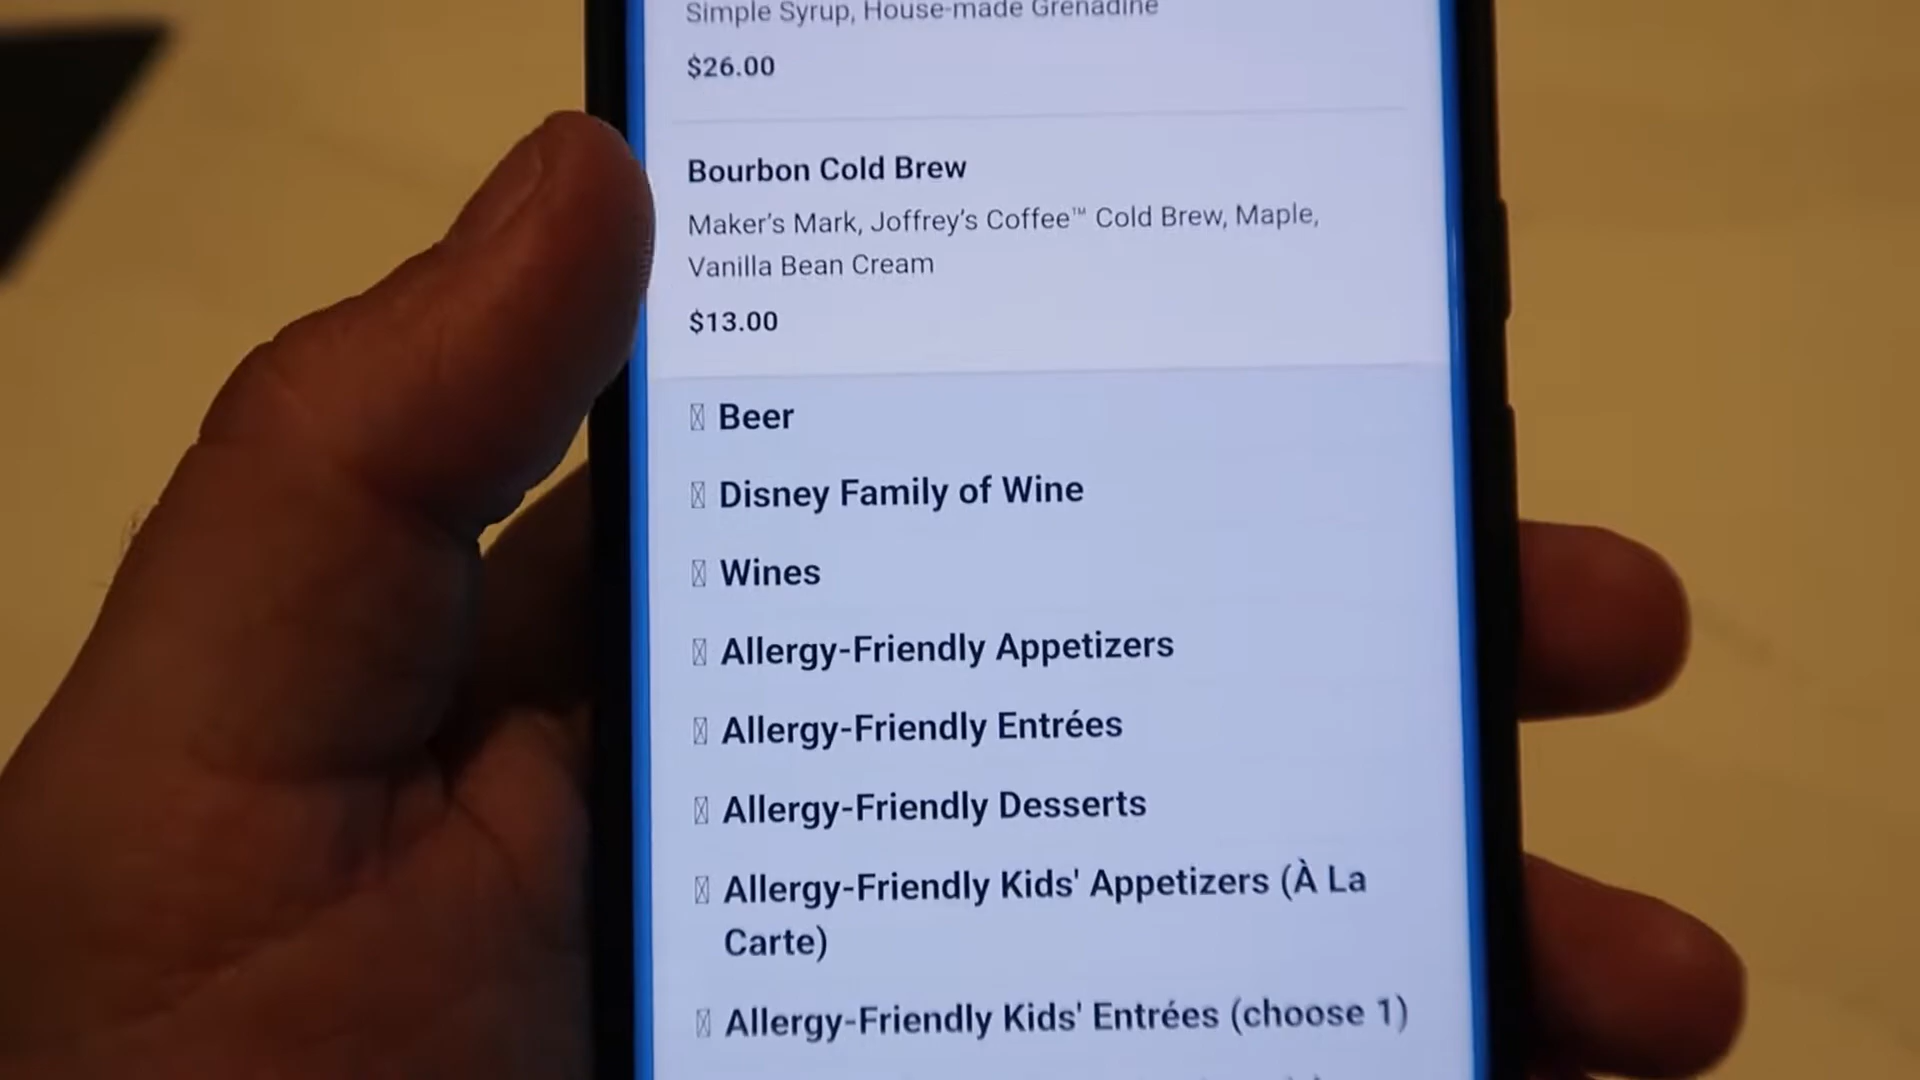 Simple Syrup, House-made Grenadine
$26.00
Bourbon Cold Brew
Maker's Mark, Joffrey's Coffee™ Cold Brew, Maple,
Vanilla Bean Cream
$13.00
Beer
Disney Family of Wine
Wines
Allergy-Friendly Appetizers
Allergy-Friendly Entrées
Allergy-Friendly Desserts
Allergy-Friendly Kids' Appetizers (À La
Carte)
Allergy-Friendly Kids' Entrées (choose 1)